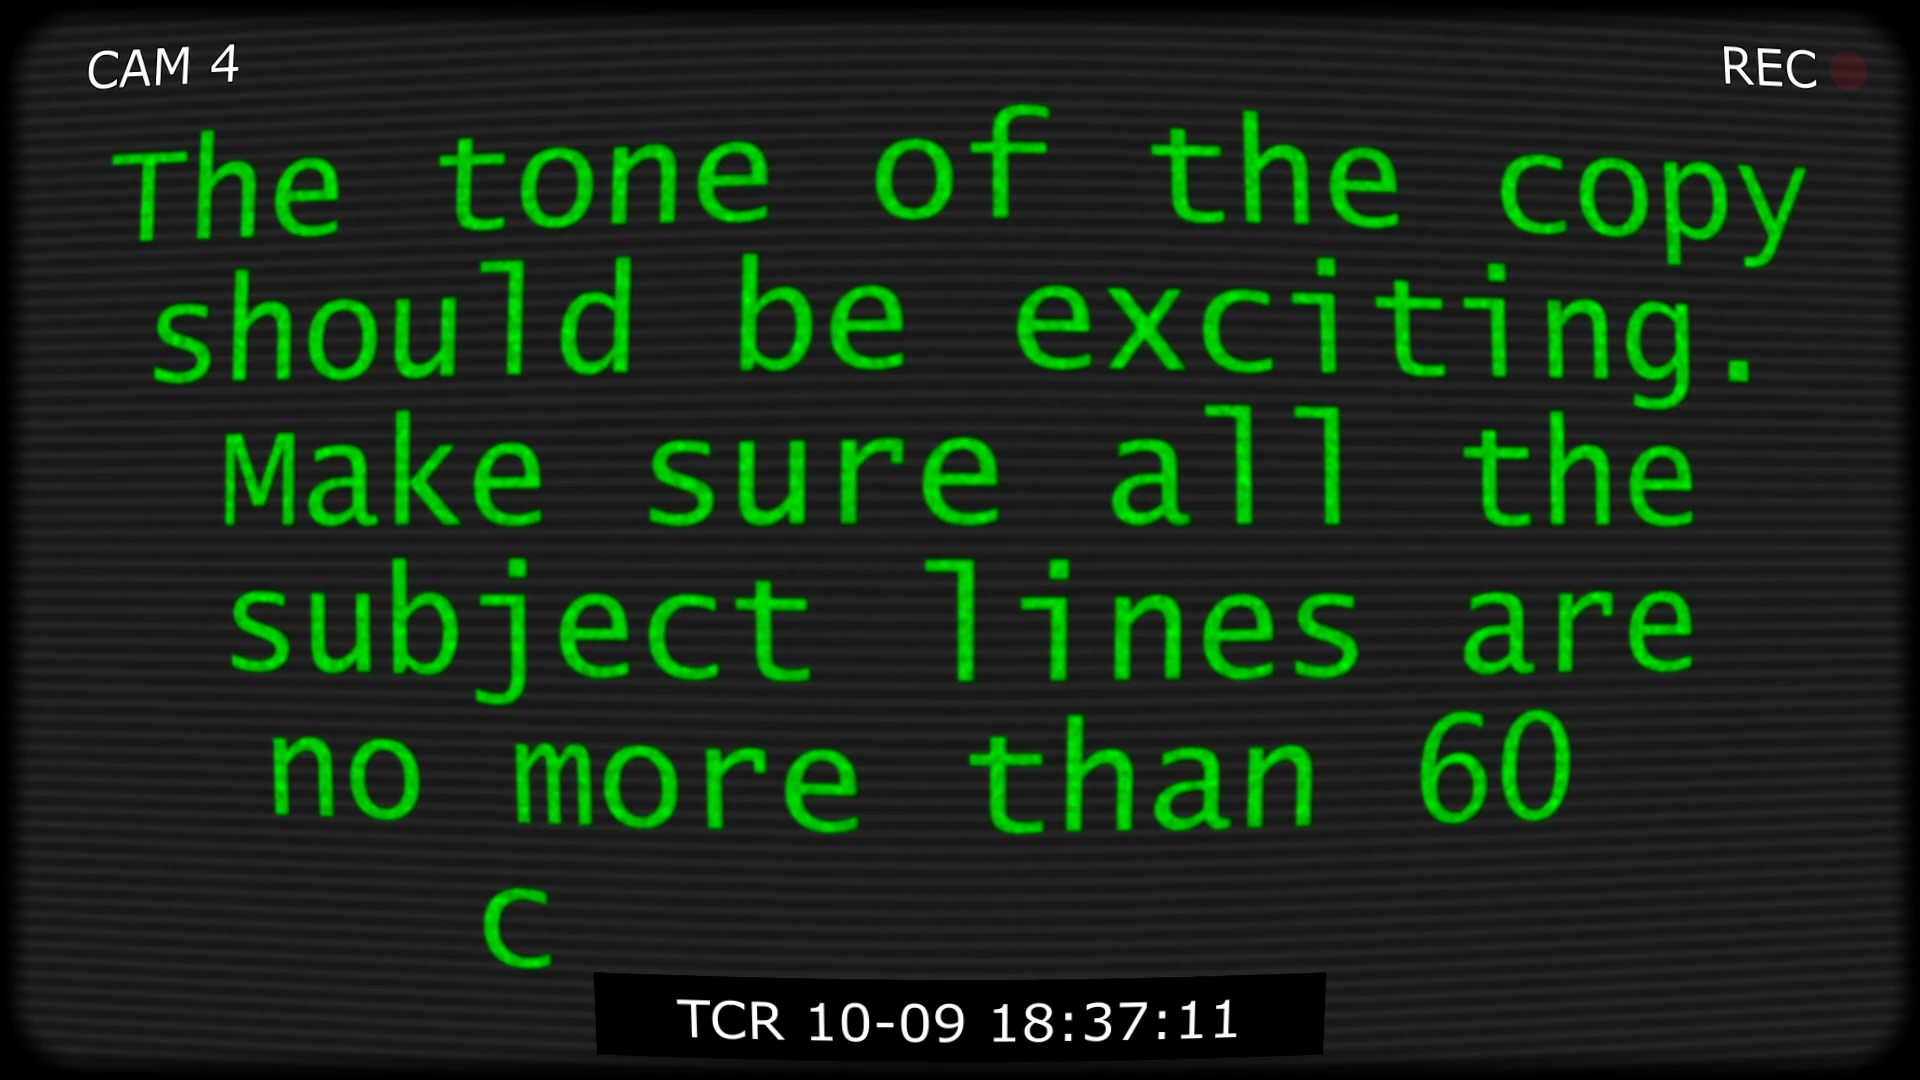 CAM 4
REC
The tone of the copy
should be exciting.
Make sure all the
subject lines are
no more than 60
c
TCR 10-09 18:37:11